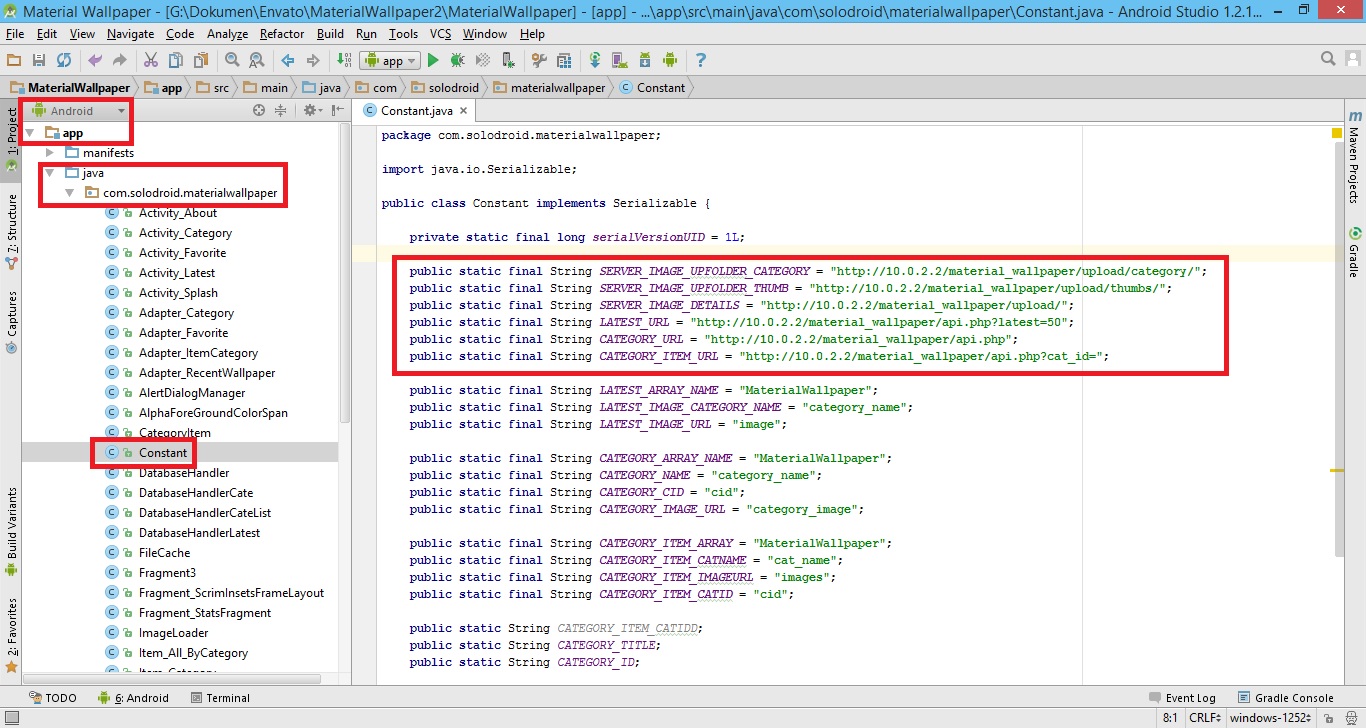 Material Wallpaper - [G:\Dokumen\Envato\MaterialWallpaper2\MaterialWallpaper] - [app] - ...\app\src\main\java\com\solodroid\materialwallpaper\Constant.java - Android Studio 1.2.1...
File Edit View Navigate Code Analyze Refactor Build Run Tools VCS Window Help
app
MaterialWallpaper app src main java com solodroid materialwallpaper Constant
1: Project
7: Structure
Captures
Build Variants
2: Favorites
Android
app
manifests
java
com.solodroid.materialwallpaper
Activity_About
Activity_Category
Activity_Favorite
Activity_Latest
Activity_Splash
Adapter_Category
Adapter_Favorite
Adapter_ItemCategory
Adapter_RecentWallpaper
AlertDialogManager
AlphaForeGroundColorSpan
CategoryItem
Constant
DatabaseHandler
DatabaseHandlerCate
DatabaseHandlerCateList
DatabaseHandlerLatest
FileCache
Fragment3
Fragment_ScrimInsetsFrameLayout
Fragment_StatsFragment
ImageLoader
Item_All_ByCategory
Item_Category
Constant.java
package com.solodroid.materialwallpaper;
import java.io.Serializable;
public class Constant implements Serializable {
private static final long serialVersionUID = 1L;
public static final String SERVER_IMAGE_UPFOLDER_CATEGORY = "http://10.0.2.2/material_wallpaper/upload/category/";
public static final String SERVER_IMAGE_UPFOLDER_THUMB = "http://10.0.2.2/material_wallpaper/upload/thumbs/";
public static final String SERVER_IMAGE_DETAILS = "http://10.0.2.2/material_wallpaper/upload/";
public static final String LATEST_URL = "http://10.0.2.2/material_wallpaper/api.php?latest=50";
public static final String CATEGORY_URL = "http://10.0.2.2/material_wallpaper/api.php";
public static final String CATEGORY_ITEM_URL = "http://10.0.2.2/material_wallpaper/api.php?cat_id=";
public static final String LATEST_ARRAY_NAME = "MaterialWallpaper";
public static final String LATEST_IMAGE_CATEGORY_NAME = "category_name";
public static final String LATEST_IMAGE_URL = "image";
public static final String CATEGORY_ARRAY_NAME = "MaterialWallpaper";
public static final String CATEGORY_NAME = "category_name";
public static final String CATEGORY_CID = "cid";
public static final String CATEGORY_IMAGE_URL = "category_image";
public static final String CATEGORY_ITEM_ARRAY = "MaterialWallpaper";
public static final String CATEGORY_ITEM_CATNAME = "cat_name";
public static final String CATEGORY_ITEM_IMAGEURL = "images";
public static final String CATEGORY_ITEM_CATID = "cid";
public static String CATEGORY_ITEM_CATIDD;
public static String CATEGORY_TITLE;
public static String CATEGORY_ID;
Maven Projects
Gradle
TODO 6: Android Terminal Event Log Gradle Console
8:1 CRLF windows-1252